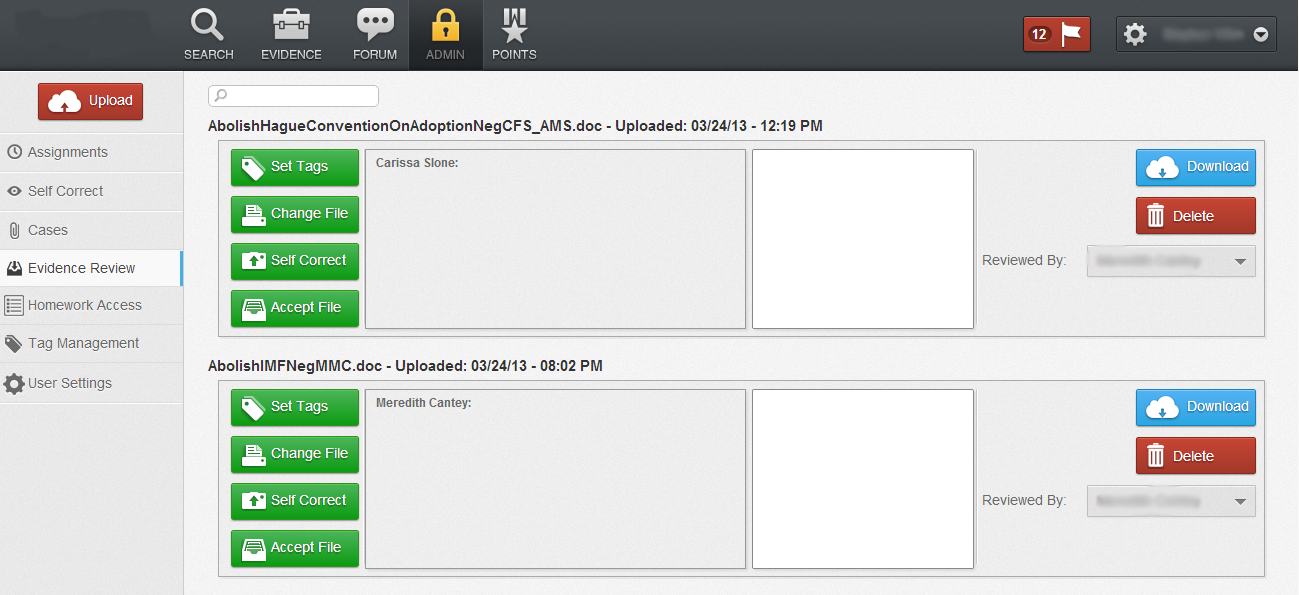 SEARCH
EVIDENCE
FORUM
ADMIN
POINTS
12
Upload
Assignments
Self Correct
Cases
Evidence Review
Homework Access
Tag Management
User Settings
AbolishHagueConventionOnAdoptionNegCFS_AMS.doc - Uploaded: 03/24/13 - 12:19 PM
Set Tags
Change File
Self Correct
Accept File
Carissa Slone:
Download
Delete
Reviewed By:
AbolishIMFNegMMC.doc - Uploaded: 03/24/13 - 08:02 PM
Set Tags
Change File
Self Correct
Accept File
Meredith Cantey:
Download
Delete
Reviewed By: